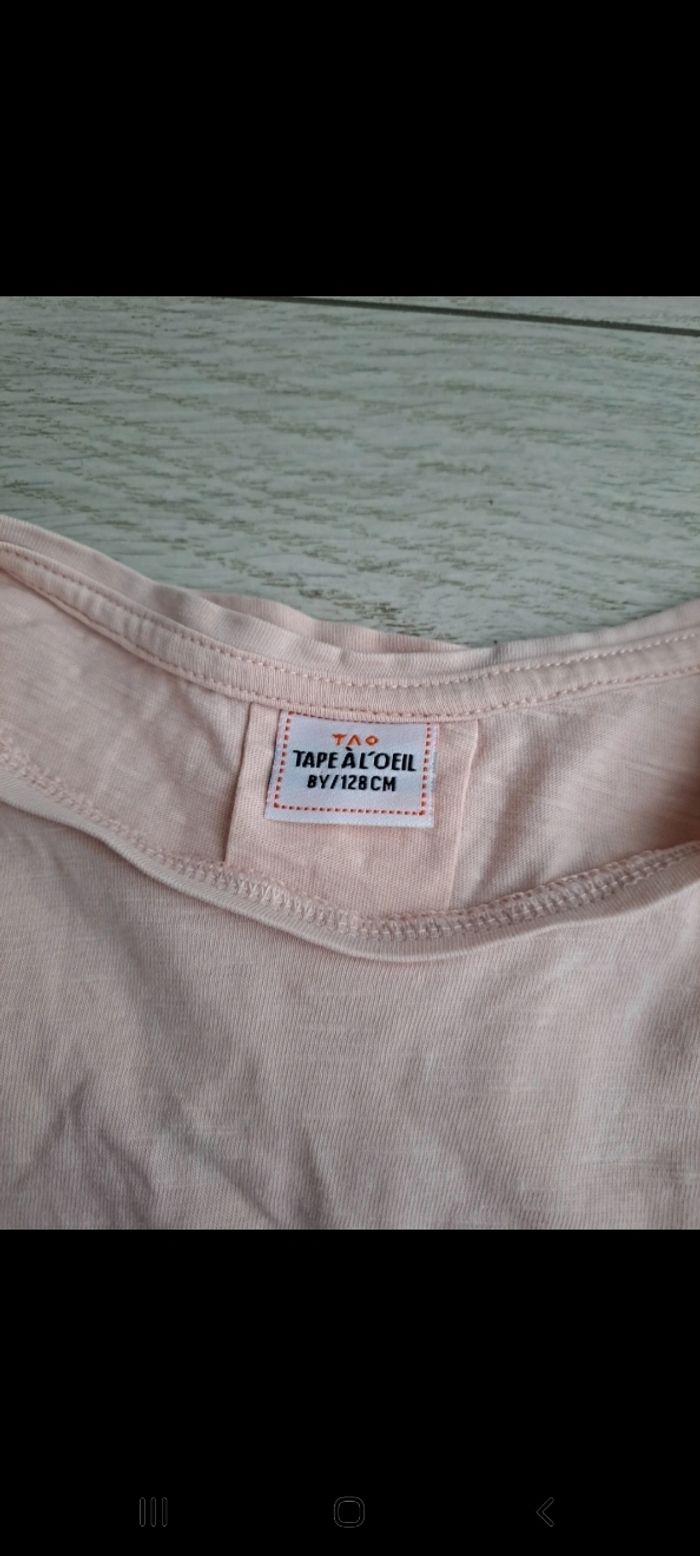 TAO
TAPE À L'OEIL
8Y/128CM